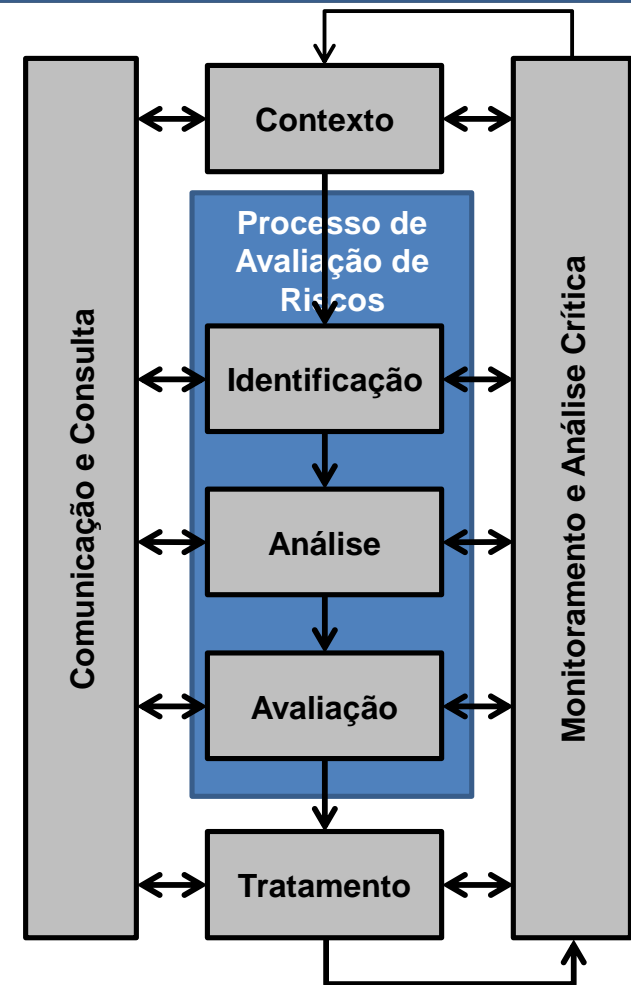 Contexto
Processo de
Avaliação de
Riscos
Identificação
Análise
Avaliação
Tratamento
Comunicação e Consulta
Monitoramento e Análise Crítica